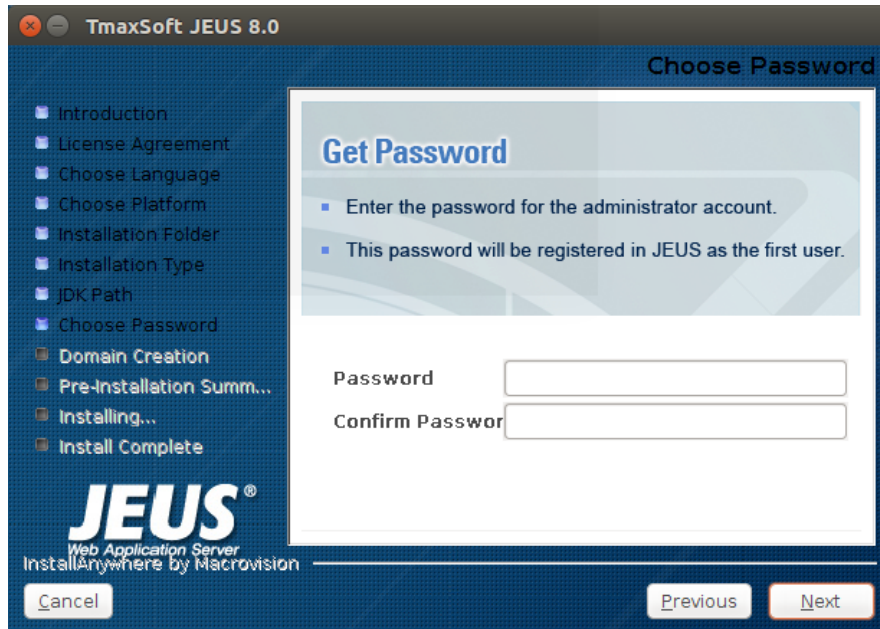 TmaxSoft JEUS 8.0
Choose Password
Introduction
License Agreement
Choose Language
Choose Platform
Installation Folder
Installation Type
JDK Path
Choose Password
Domain Creation
Pre-Installation Summ...
Installing...
Install Complete
Get Password
Enter the password for the administrator account.
This password will be registered in JEUS as the first user.
Password
Confirm Passwor
JEUS®
Web Application Server
InstallAnywhere by Macrovision
Cancel
Previous
Next